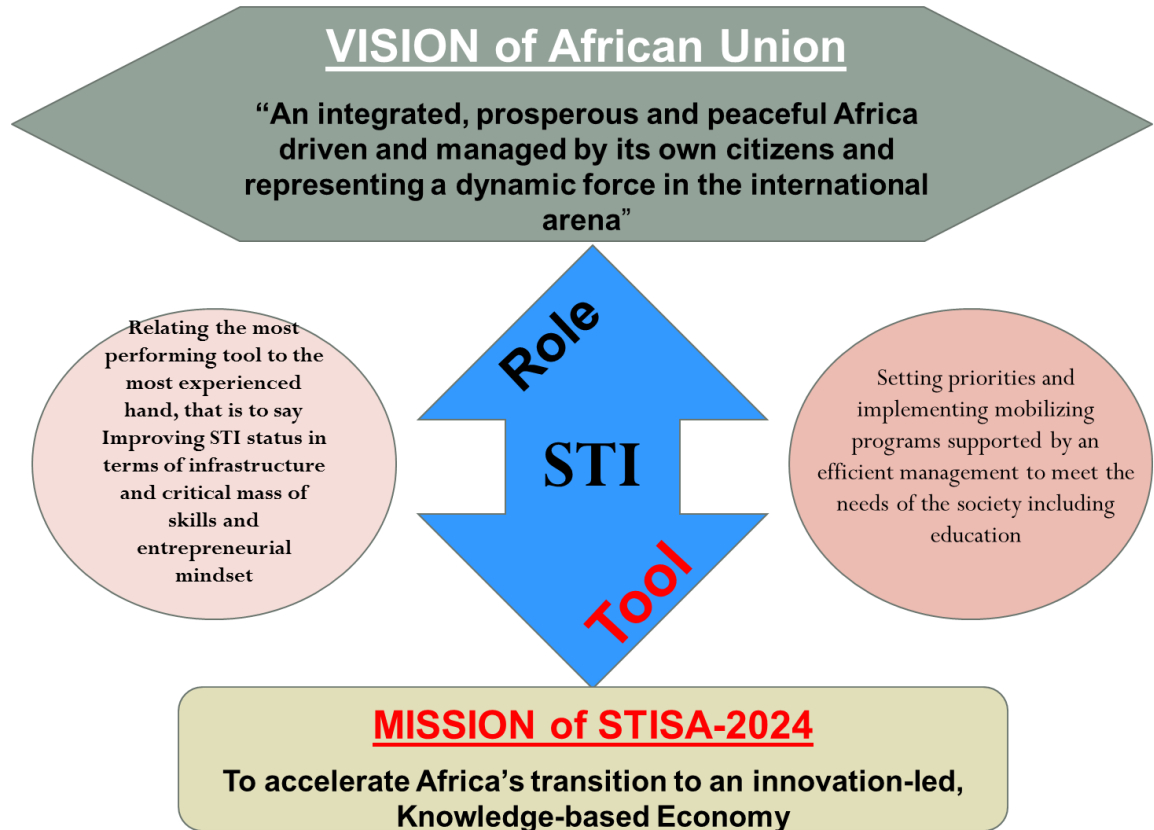 VISION of African Union
“An integrated, prosperous and peaceful Africa
driven and managed by its own citizens and
representing a dynamic force in the international
arena”
Role
STI
Tool
Relating the most
performing tool to the
most experienced
hand, that is to say
Improving STI status in
terms of infrastructure
and critical mass of
skills and
entrepreneurial
mindset
Setting priorities and
implementing mobilizing
programs supported by an
efficient management to meet the
needs of the society including
education
MISSION of STISA-2024
To accelerate Africa’s transition to an innovation-led,
Knowledge-based Economy